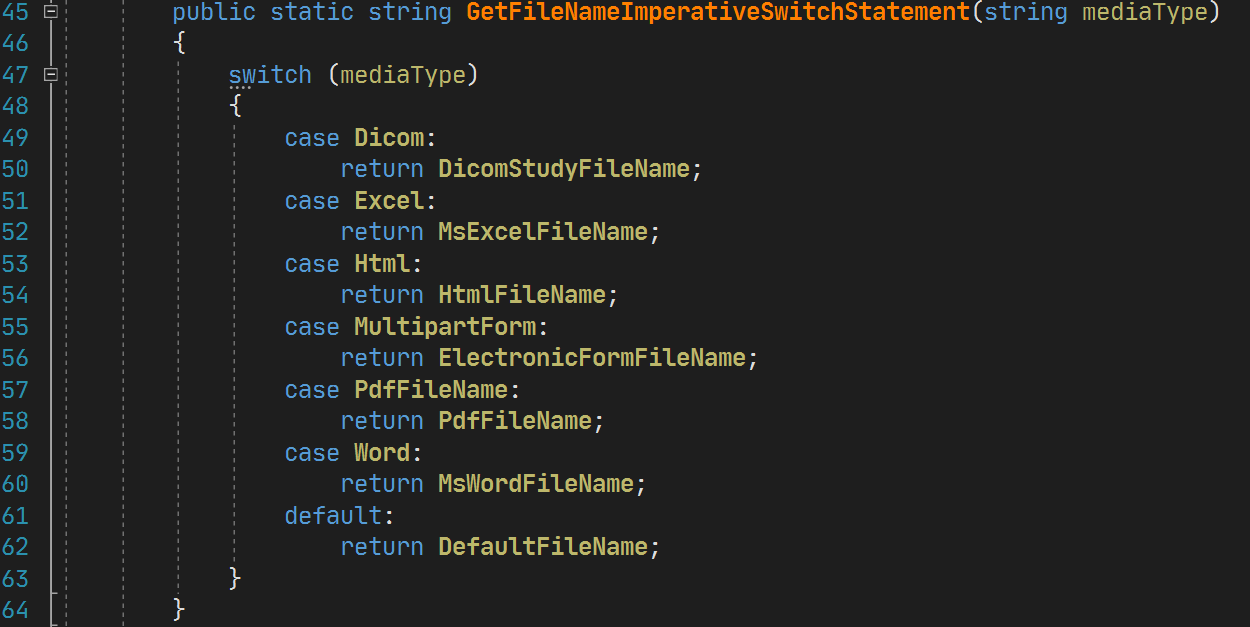 45 public static string GetFileNameImperativeSwitchStatement(string mediaType)
46 {
47 switch (mediaType)
48 {
49 case Dicom:
50 return DicomStudyFileName;
51 case Excel:
52 return MsExcelFileName;
53 case Html:
54 return HtmlFileName;
55 case MultipartForm:
56 return ElectronicFormFileName;
57 case PdfFileName:
58 return PdfFileName;
59 case Word:
60 return MsWordFileName;
61 default:
62 return DefaultFileName;
63 }
64 }